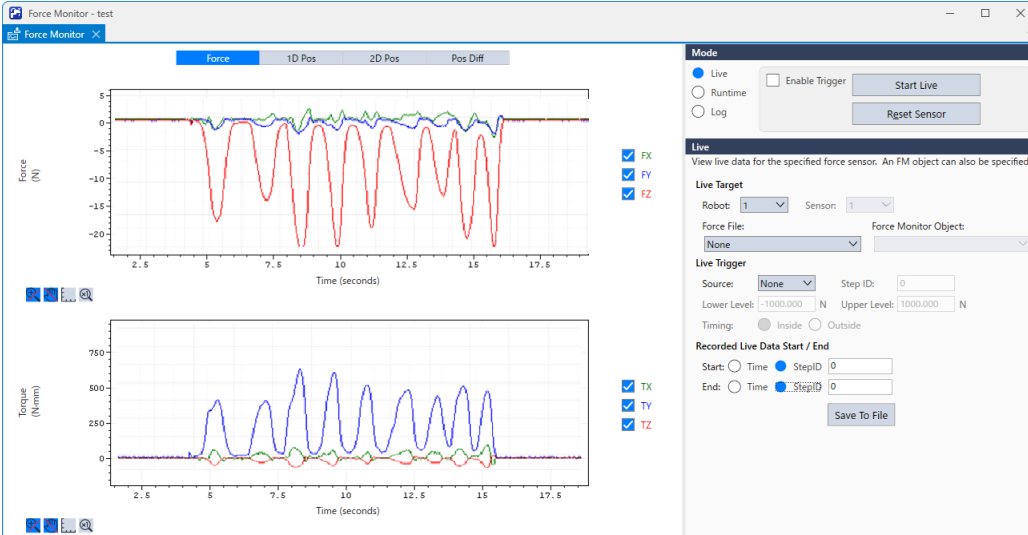 Force Monitor - test
Force Monitor
Force 1D Pos 2D Pos Pos Diff
5
0
-5
-10
-15
-20
Force
(N)
2.5 5 7.5 10 12.5 15 17.5
Time (seconds)
FX
FY
FZ
x1
750
500
250
0
Torque
(N·mm)
2.5 5 7.5 10 12.5 15 17.5
Time (seconds)
TX
TY
TZ
x1
Mode
Live
Runtime
Log
Enable Trigger
Start Live
Reset Sensor
Live
View live data for the specified force sensor. An FM object can also be specified
Live Target
Robot: 1 Sensor: 1
Force File: Force Monitor Object:
None
Live Trigger
Source: None Step ID: 0
Lower Level: -1000.000 N Upper Level: 1000.000 N
Timing: Inside Outside
Recorded Live Data Start / End
Start: Time StepID 0
End: Time StepID 0
Save To File